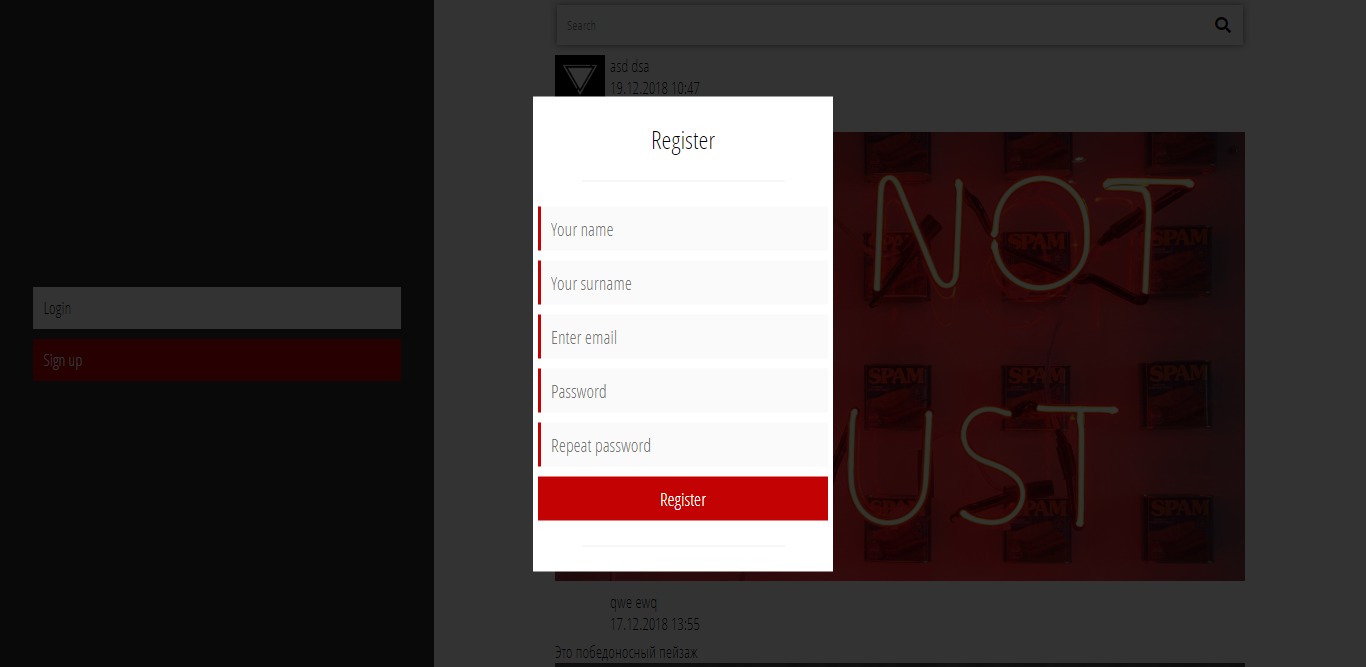 Search
asd dsa
19.12.2018 10:47
Register
Your name
Your surname
Enter email
Password
Repeat password
Register
Login
Sign up
NOT
SPAM
SPAM
UST
SPAM
SPAM
SPAM
SPAM
SPAM
SPAM
qwe ewq
17.12.2018 13:55
Это победоносный пейзаж